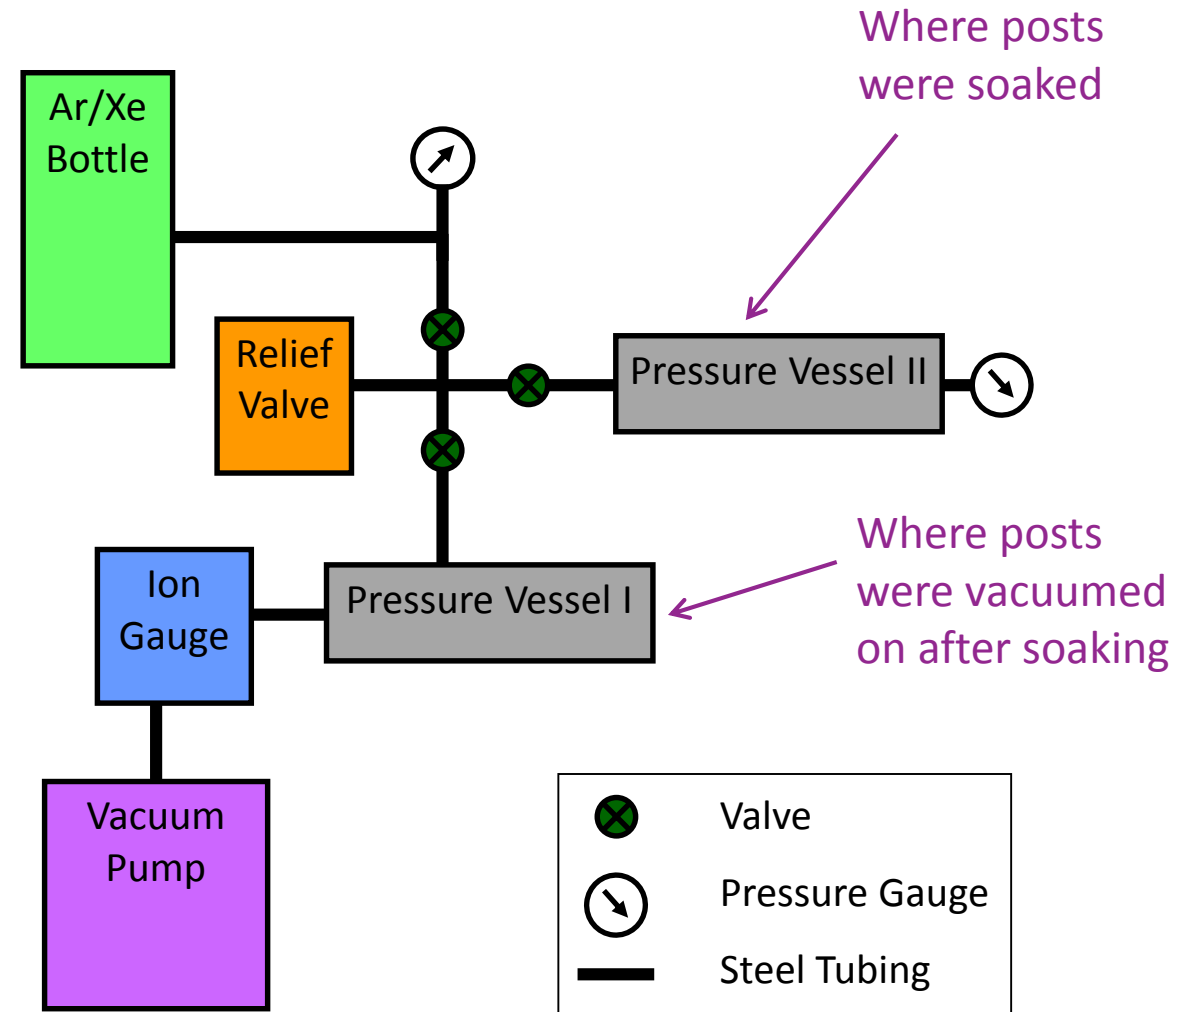 Where posts
were soaked
Ar/Xe
Bottle
Relief
Valve
Pressure Vessel II
Where posts
were vacuumed
on after soaking
Ion
Gauge
Pressure Vessel I
Vacuum
Pump
Valve
Pressure Gauge
Steel Tubing